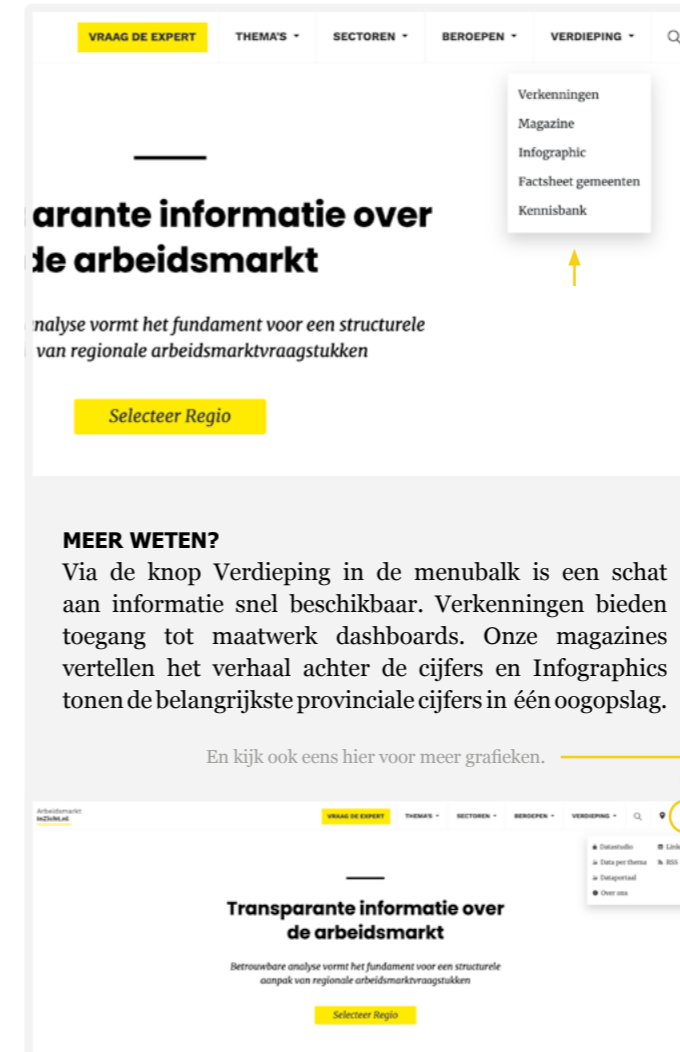 VRAAG DE EXPERT THEMA'S SECTOREN BEROEPEN VERDIEPING
Verkenningen
Magazine
Infographic
Factsheet gemeenten
Kennisbank
arante informatie over
de arbeidsmarkt
nalyse vormt het fundament voor een structurele
van regionale arbeidsmarktvraagstukken
Selecteer Regio
MEER WETEN?
Via de knop Verdieping in de menubalk is een schat
aan informatie snel beschikbaar. Verkenningen bieden
toegang tot maatwerk dashboards. Onze magazines
vertellen het verhaal achter de cijfers en Infographics
tonen de belangrijkste provinciale cijfers in één oogopslag.
En kijk ook eens hier voor meer grafieken.
Arbeidsmarkt
InZicht.nl
VRAAG DE EXPERT THEMA'S SECTOREN BEROEPEN VERDIEPING
Datastudio Link
Data per thema RSS
Dataportaal
Over ons
Transparante informatie over
de arbeidsmarkt
Betrouwbare analyse vormt het fundament voor een structurele
aanpak van regionale arbeidsmarktvraagstukken
Selecteer Regio